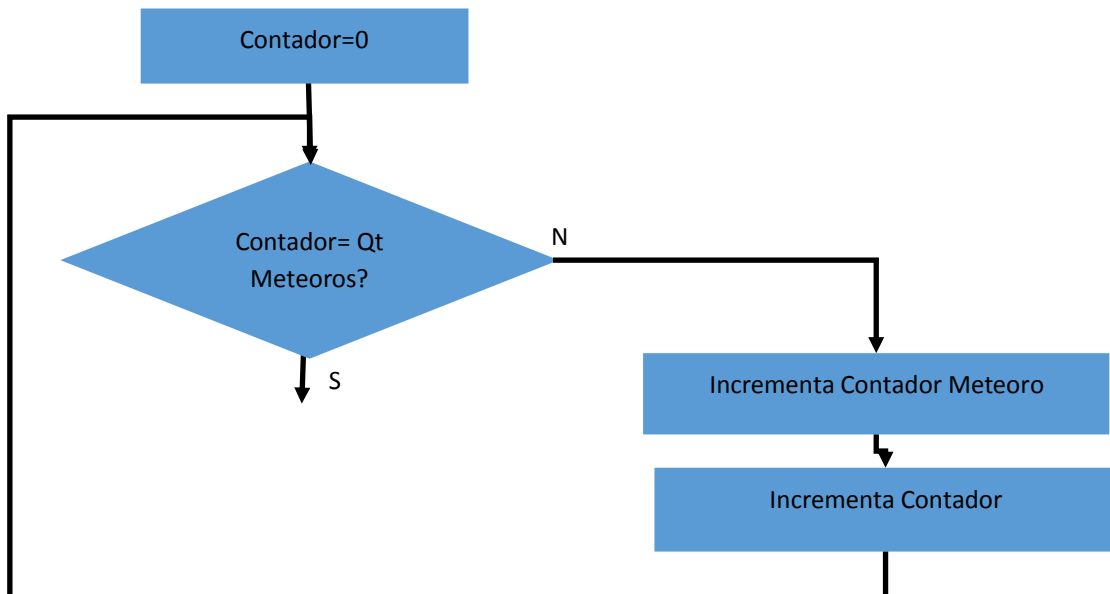 Contador=0
Contador= Qt
Meteoros?
N
S
Incrementa Contador Meteoro
Incrementa Contador